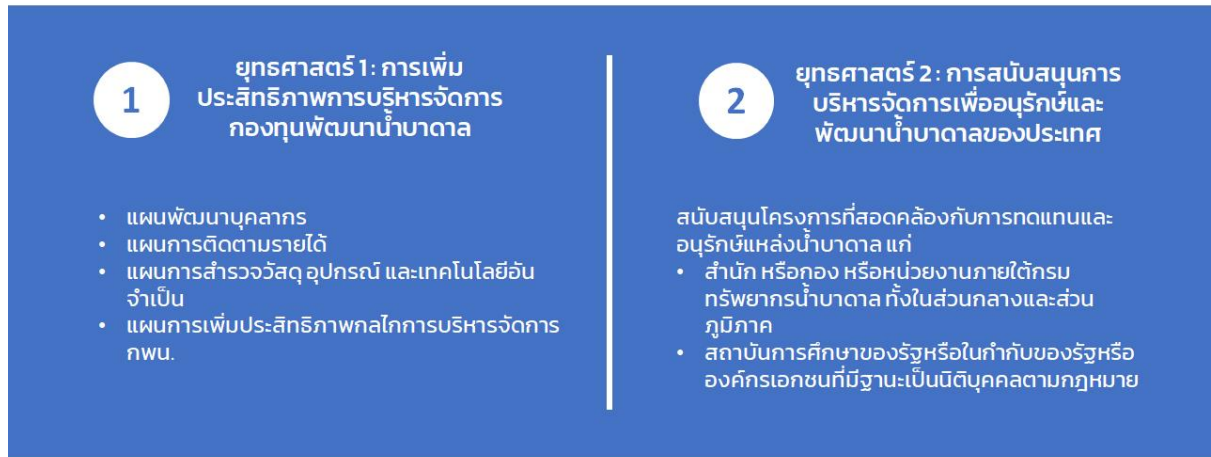 1
ยุทธศาสตร์ 1 : การเพิ่ม
ประสิทธิภาพการบริหารจัดการ
กองทุนพัฒนาน้ำบาดาล
• แผนพัฒนาบุคลากร
• แผนการติดตามรายได้
• แผนการสำรวจวัสดุ อุปกรณ์ และเทคโนโลยีอัน
จำเป็น
• แผนการเพิ่มประสิทธิภาพกลไกการบริหารจัดการ
กพน.
2
ยุทธศาสตร์ 2 : การสนับสนุนการ
บริหารจัดการเพื่ออนุรักษ์และ
พัฒนาน้ำบาดาลของประเทศ
สนับสนุนโครงการที่สอดคล้องกับการทดแทนและ
อนุรักษ์แหล่งน้ำบาดาล แก่
• สำนัก หรือกอง หรือหน่วยงานภายใต้กรม
ทรัพยากรน้ำบาดาล ทั้งในส่วนกลางและส่วน
ภูมิภาค
• สถาบันการศึกษาของรัฐหรือในกำกับของรัฐหรือ
องค์กรเอกชนที่มีฐานะเป็นนิติบุคคลตามกฎหมาย